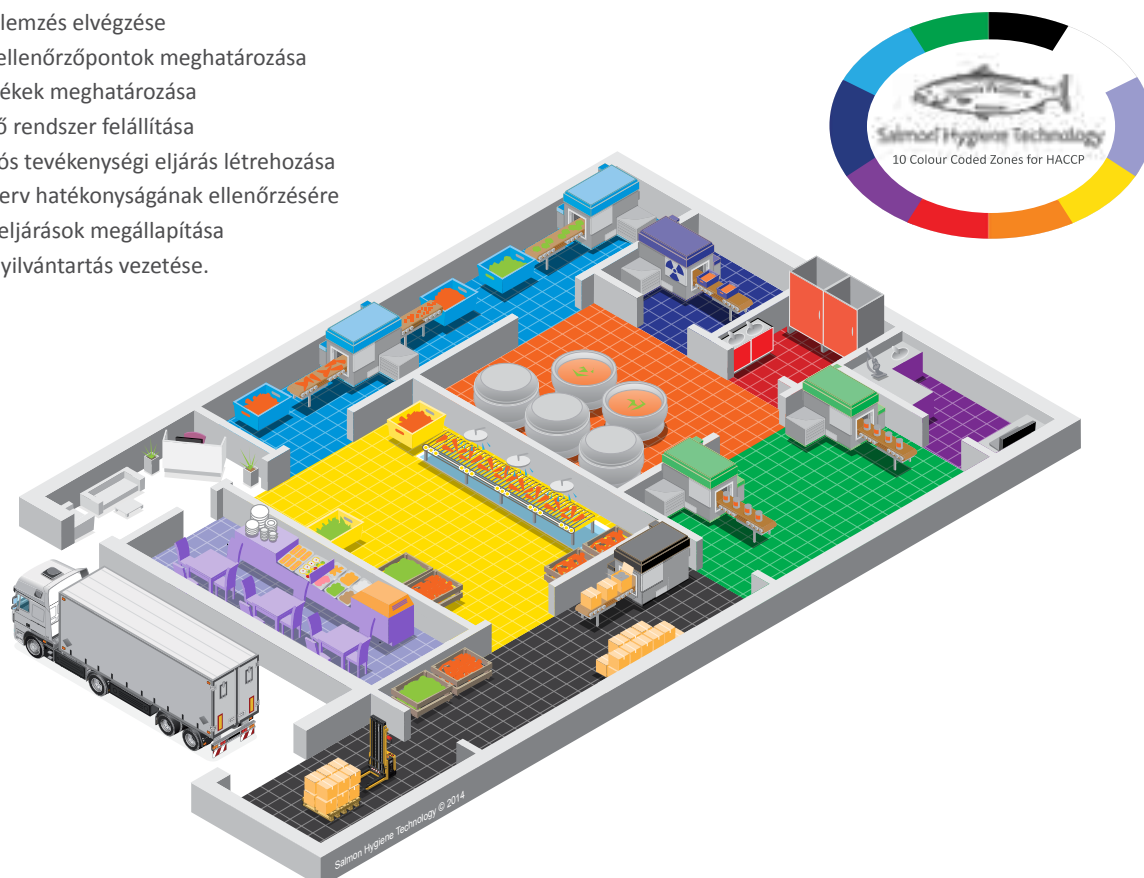 lemzés elvégzése
ellenőrzőpontok meghatározása
ékek meghatározása
ő rendszer felállítása
ós tevékenységi eljárás létrehozása
erv hatékonyságának ellenőrzésére
eljárások megállapítása
yilvántartás vezetése.
Salmon Hygiene Technology
10 Colour Coded Zones for HACCP
Salmon Hygiene Technology © 2014